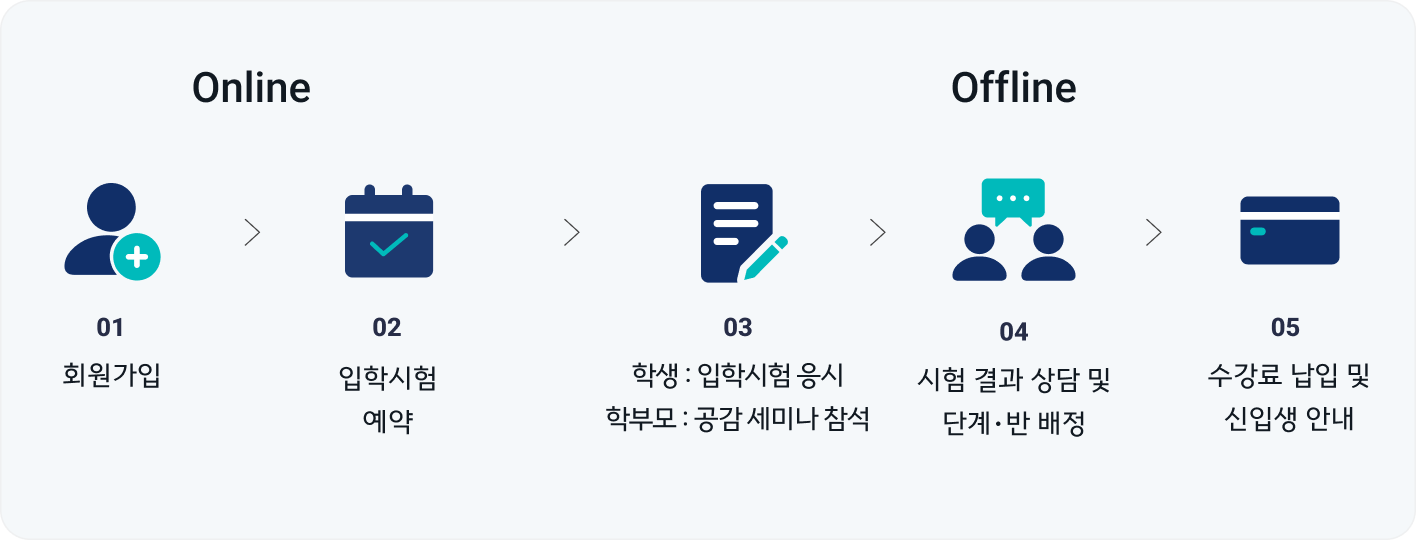 Online
Offline
01
회원가입
02
입학시험
예약
03
학생 : 입학시험 응시
학부모 : 공감 세미나 참석
04
시험 결과 상담 및
단계·반 배정
05
수강료 납입 및
신입생 안내